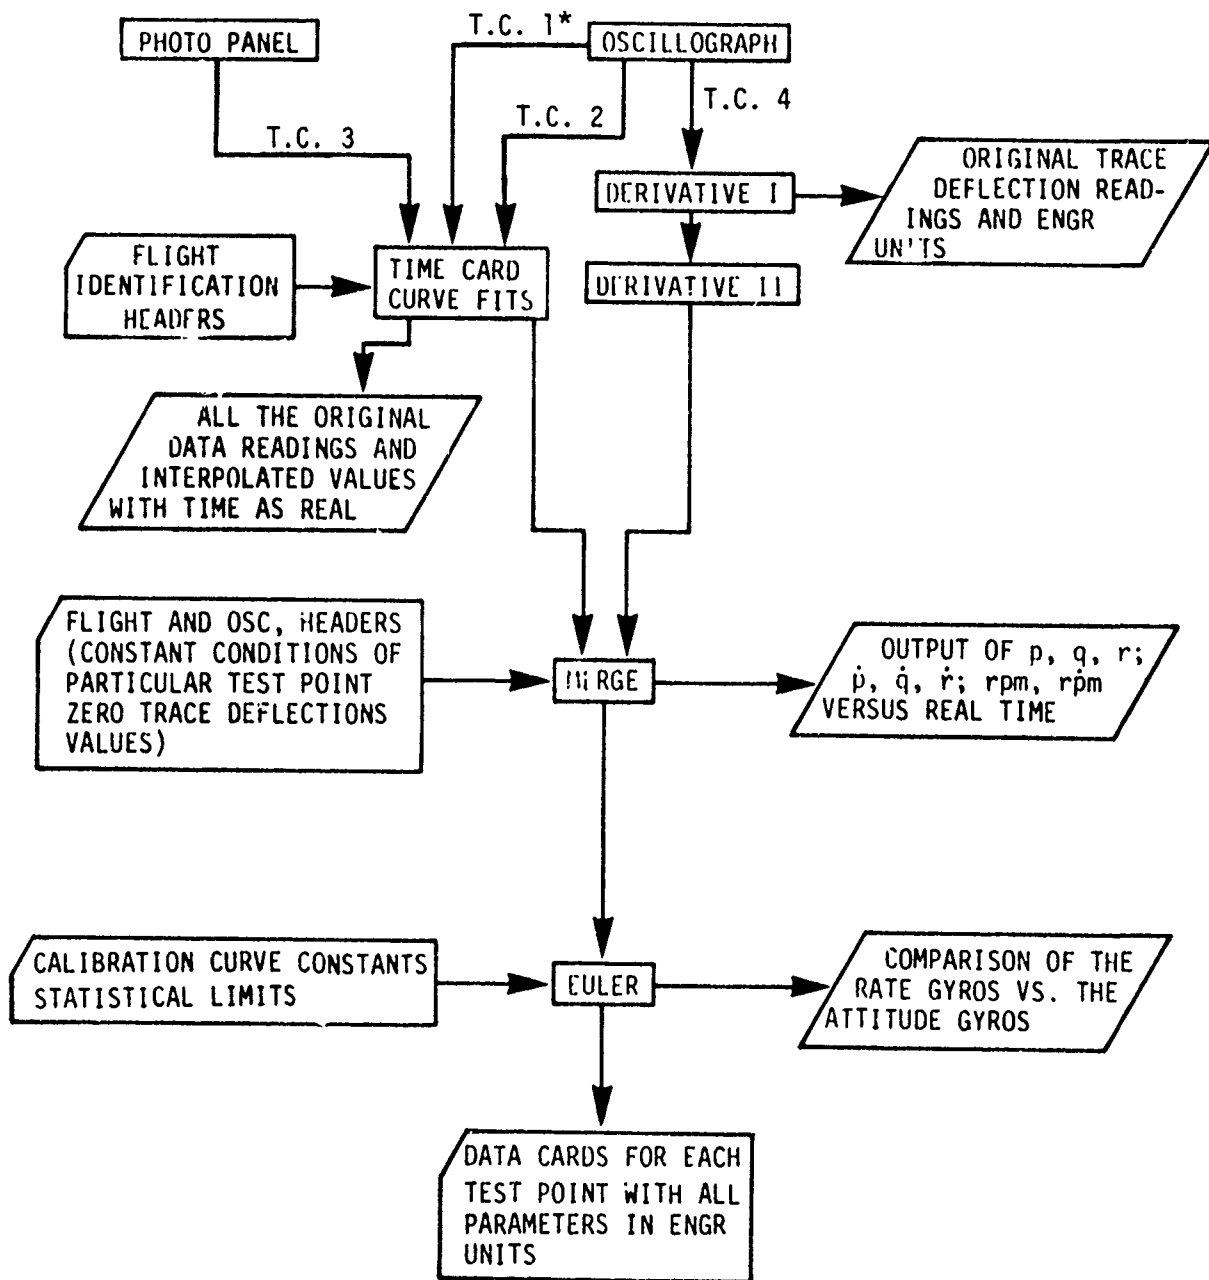 T.C. 1*
PHOTO PANEL
OSCILLOGRAPH
T.C. 4
T.C. 2
T.C. 3
DERIVATIVE I
ORIGINAL TRACE
DEFLECTION READ-
INGS AND ENGR
UNITS
FLIGHT
IDENTIFICATION
HEADERS
TIME CARD
CURVE FITS
DERIVATIVE II
ALL THE ORIGINAL
DATA READINGS AND
INTERPOLATED VALUES
WITH TIME AS REAL
FLIGHT AND OSC, HEADERS
(CONSTANT CONDITIONS OF
PARTICULAR TEST POINT
ZERO TRACE DEFLECTIONS
VALUES)
MERGE
OUTPUT OF p, q, r;
ṗ, q̇, ṙ; rpm, rṗm
VERSUS REAL TIME
CALIBRATION CURVE CONSTANTS
STATISTICAL LIMITS
EULER
COMPARISON OF THE
RATE GYROS VS. THE
ATTITUDE GYROS
DATA CARDS FOR EACH
TEST POINT WITH ALL
PARAMETERS IN ENGR
UNITS